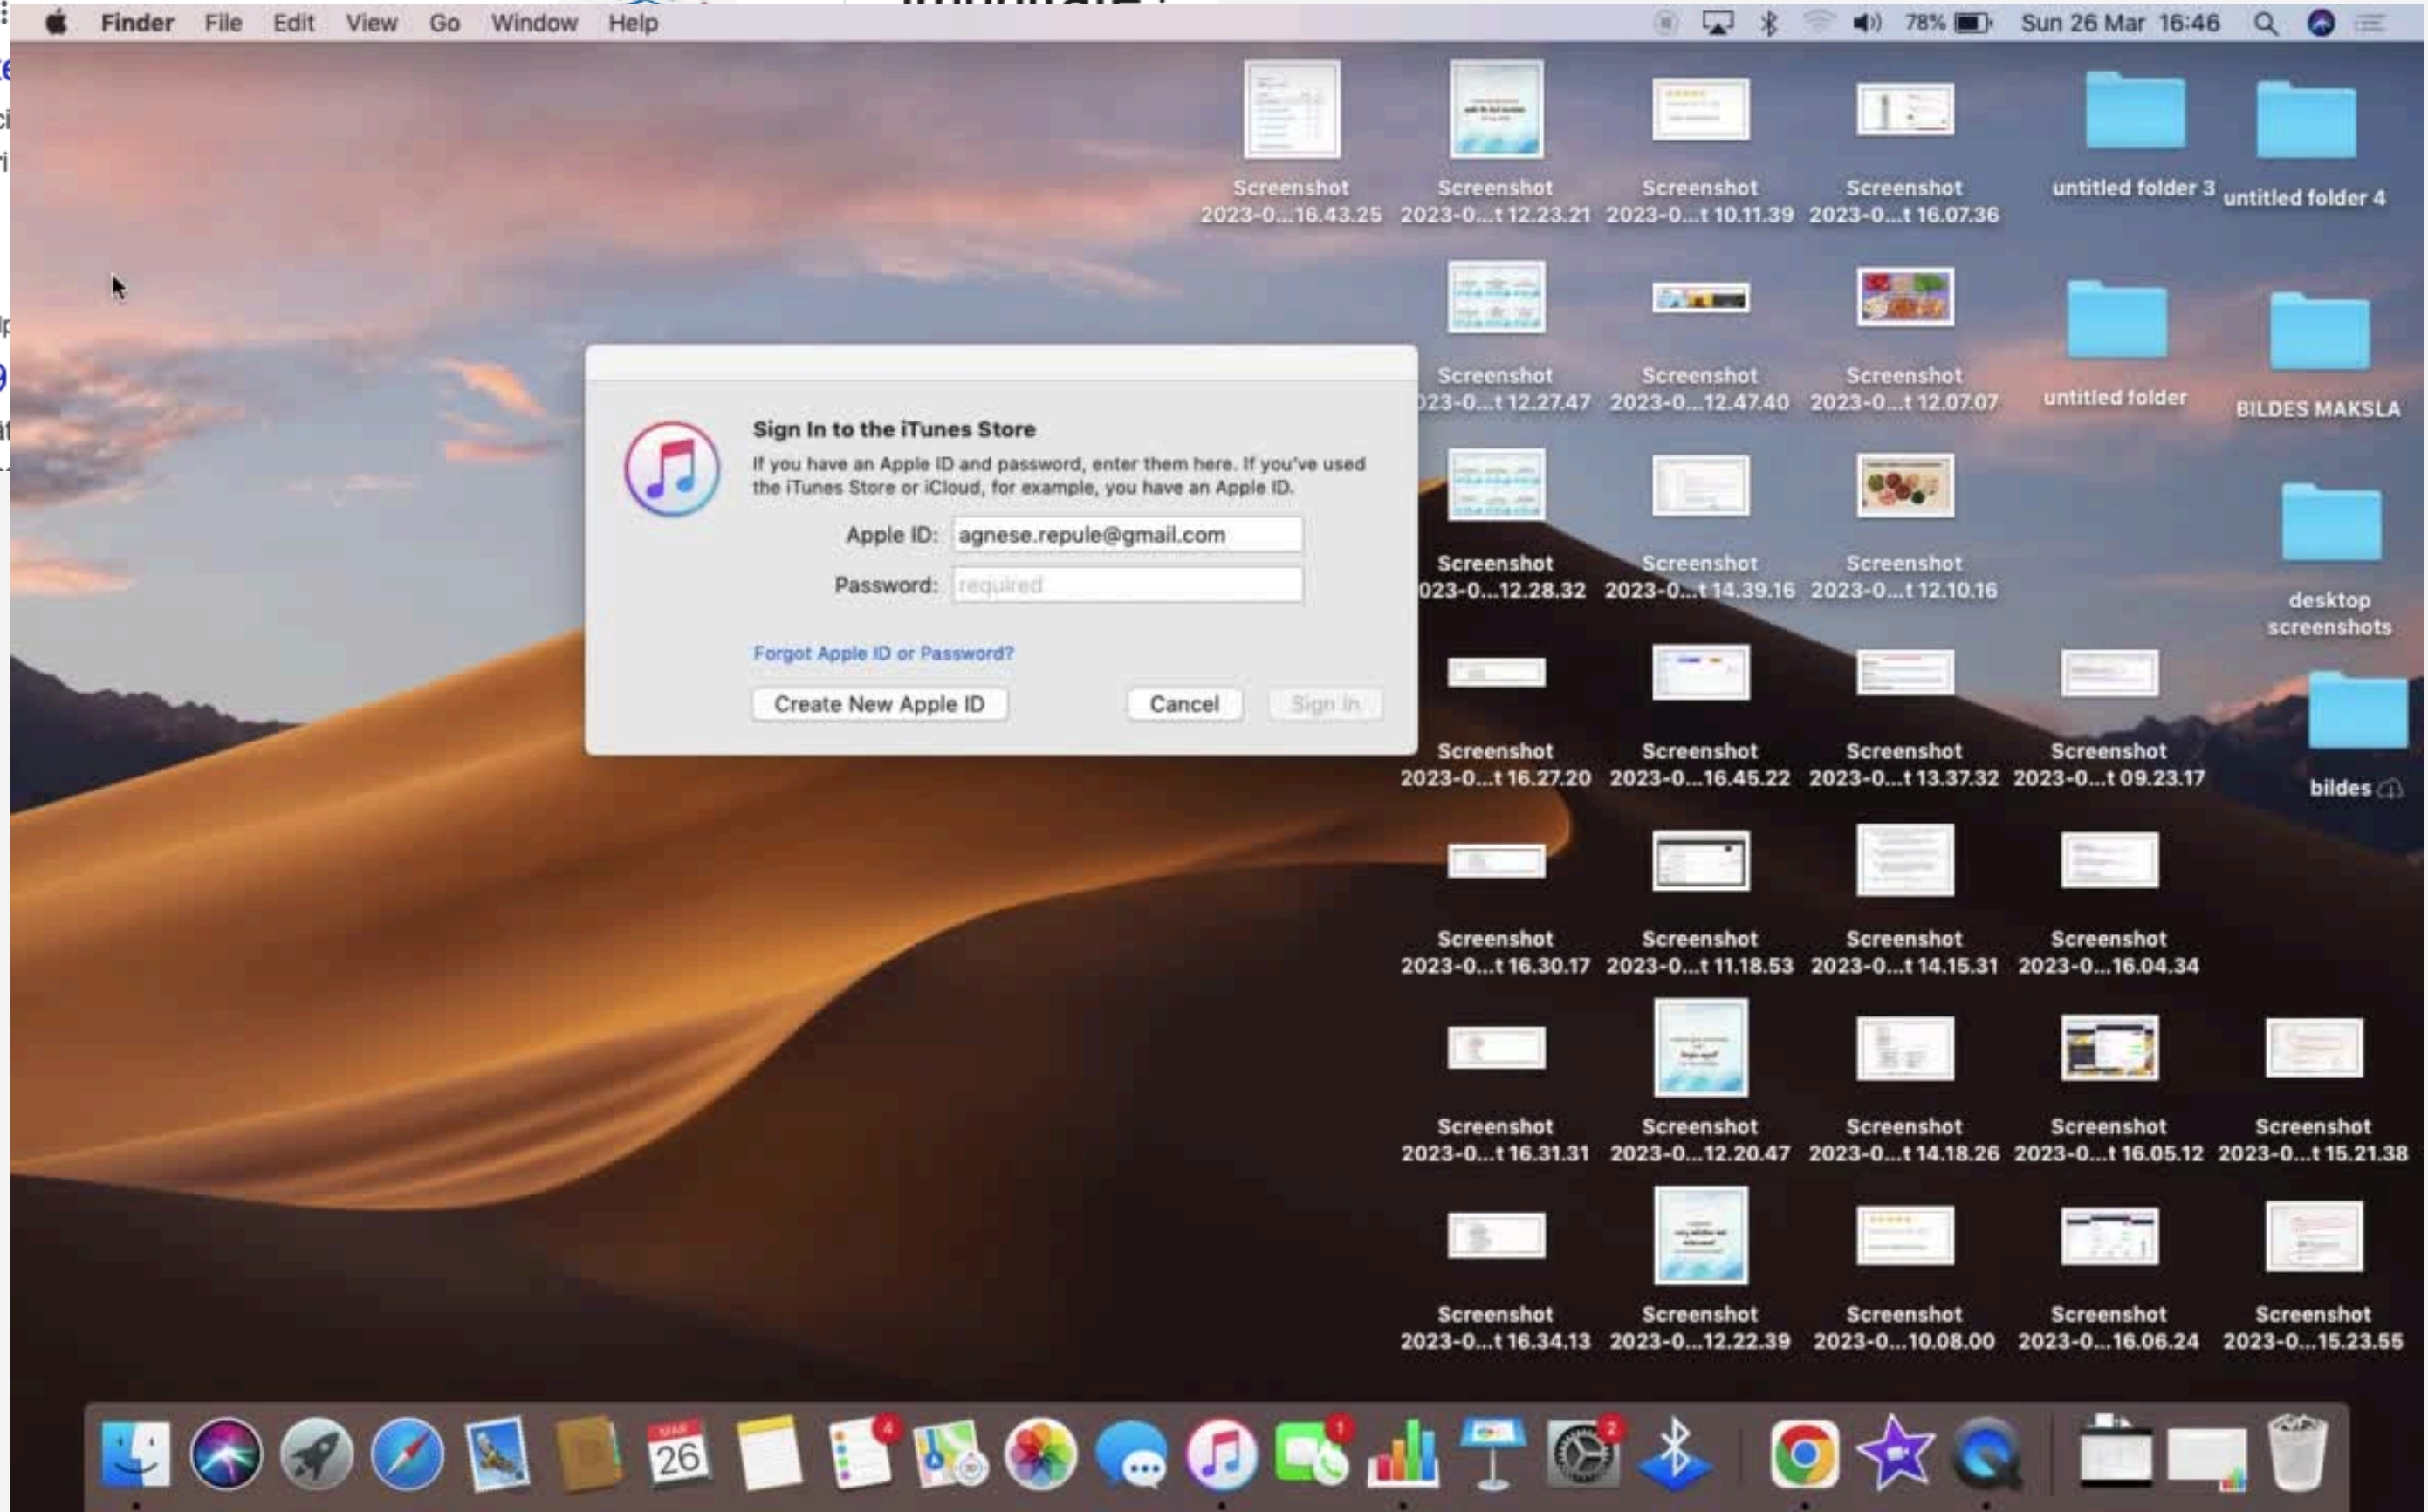 Finder File Edit View Go Window Help 78% Sun 26 Mar 16:46
Screenshot
2023-0...16.43.25
Screenshot
2023-0...t 12.23.21
Screenshot
2023-0...t 10.11.39
Screenshot
2023-0...t 16.07.36
untitled folder 3
untitled folder 4
Screenshot
023-0...t 12.27.47
Screenshot
2023-0...12.47.40
Screenshot
2023-0...t 12.07.07
untitled folder
BILDES MAKSLA
Sign In to the iTunes Store
If you have an Apple ID and password, enter them here. If you've used
the iTunes Store or iCloud, for example, you have an Apple ID.
Apple ID: agnese.repule@gmail.com
Password: required
Forgot Apple ID or Password?
Create New Apple ID Cancel Sign In
Screenshot
023-0...12.28.32
Screenshot
2023-0...t 14.39.16
Screenshot
2023-0...t 12.10.16
desktop
screenshots
Screenshot
2023-0...t 16.27.20
Screenshot
2023-0...16.45.22
Screenshot
2023-0...t 13.37.32
Screenshot
2023-0...t 09.23.17
bildes
Screenshot
2023-0...t 16.30.17
Screenshot
2023-0...t 11.18.53
Screenshot
2023-0...t 14.15.31
Screenshot
2023-0...16.04.34
Screenshot
2023-0...t 16.31.31
Screenshot
2023-0...12.20.47
Screenshot
2023-0...t 14.18.26
Screenshot
2023-0...t 16.05.12
Screenshot
2023-0...t 15.21.38
Screenshot
2023-0...t 16.34.13
Screenshot
2023-0...12.22.39
Screenshot
2023-0...10.08.00
Screenshot
2023-0...16.06.24
Screenshot
2023-0...15.23.55
MAR
26
4
3D
1
2